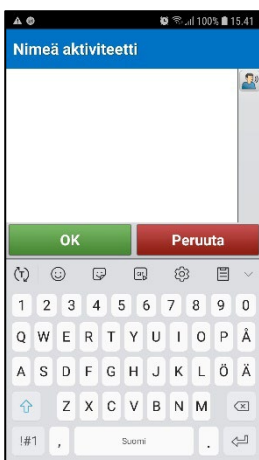 100% 15.41
Nimeä aktiviteetti
OK Peruuta
GIF
1 2 3 4 5 6 7 8 9 0
Q W E R T Y U I O P Å
A S D F G H J K L Ö Ä
Z X C V B N M
!#1 , Suomi .